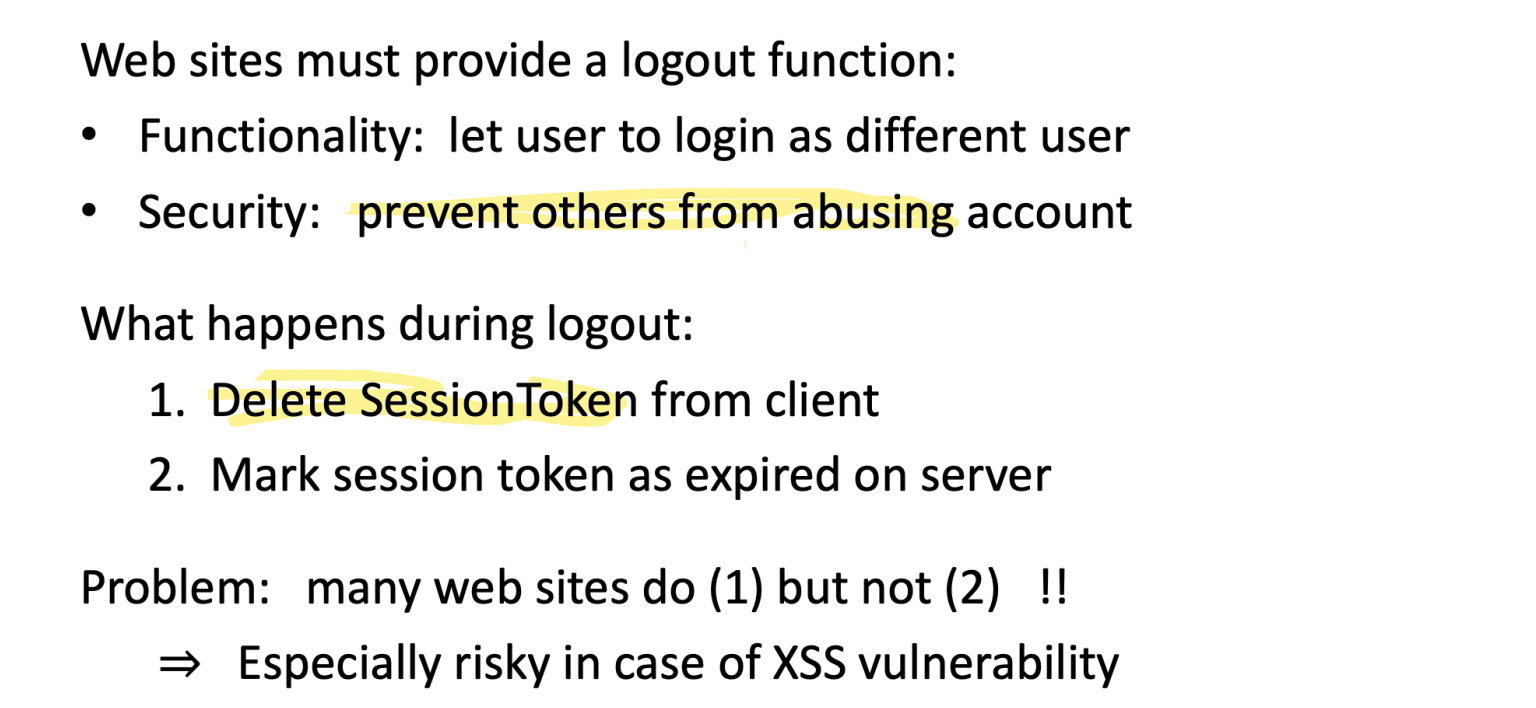 Web sites must provide a logout function:
• Functionality: let user to login as different user
• Security: prevent others from abusing account
What happens during logout:
1. Delete SessionToken from client
2. Mark session token as expired on server
Problem: many web sites do (1) but not (2) !!
⇒ Especially risky in case of XSS vulnerability